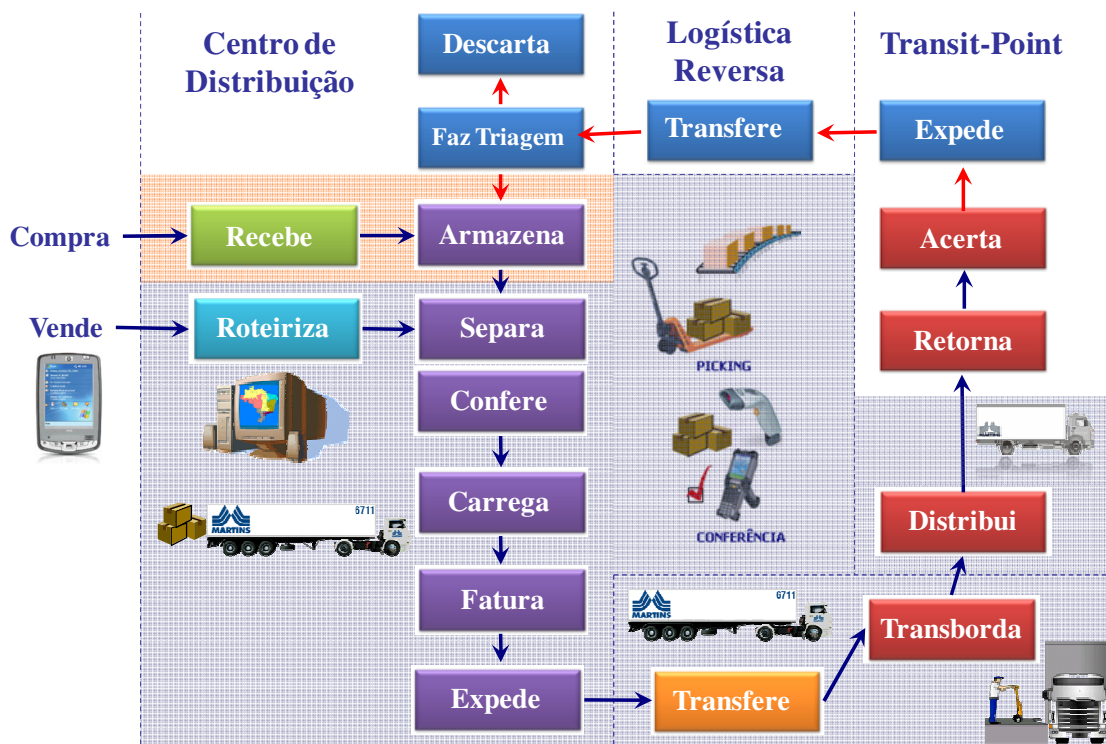 Centro de
Distribuição
Descarta
Logística
Reversa
Transit-Point
Faz Triagem
Transfere
Expede
Compra
Recebe
Armazena
Acerta
Vende
Roteiriza
Separa
Retorna
PICKING
Confere
Carrega
6711
MARTINS
CONFERÊNCIA
Distribui
Fatura
6711
MARTINS
Transborda
Expede
Transfere